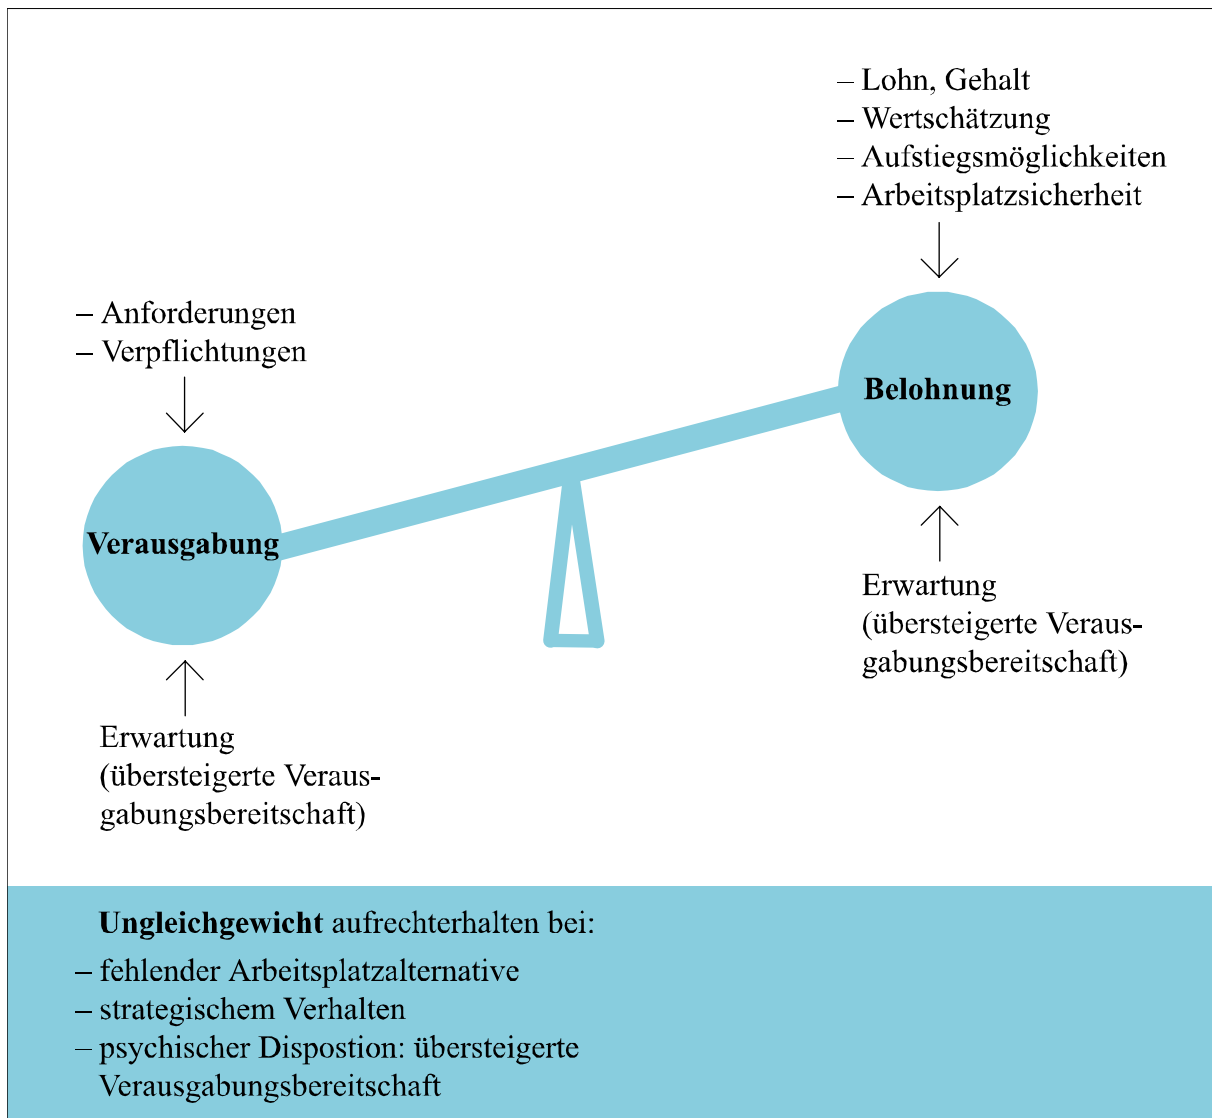 – Lohn, Gehalt
– Wertschätzung
– Aufstiegsmöglichkeiten
– Arbeitsplatzsicherheit
– Anforderungen
– Verpflichtungen
Belohnung
Verausgabung
Erwartung
(übersteigerte Veraus-
gabungsbereitschaft)
Erwartung
(übersteigerte Veraus-
gabungsbereitschaft)
Ungleichgewicht aufrechterhalten bei:
– fehlender Arbeitsplatzalternative
– strategischem Verhalten
– psychischer Dispostion: übersteigerte
Verausgabungsbereitschaft